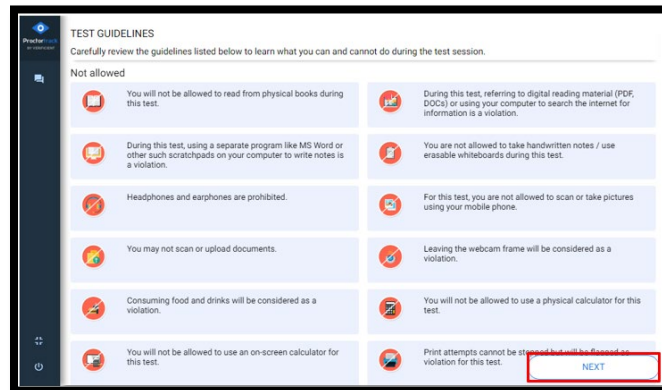 ProctorTrack
BY VERIFICIENT
TEST GUIDELINES
Carefully review the guidelines listed below to learn what you can and cannot do during the test session.
Not allowed
You will not be allowed to read from physical books during
this test.
During this test, referring to digital reading material (PDF,
DOCs) or using your computer to search the internet for
information is a violation.
During this test, using a separate program like MS Word or
other such scratchpads on your computer to write notes is
a violation.
You are not allowed to take handwritten notes / use
erasable whiteboards during this test.
Headphones and earphones are prohibited.
For this test, you are not allowed to scan or take pictures
using your mobile phone.
You may not scan or upload documents.
Leaving the webcam frame will be considered as a
violation.
Consuming food and drinks will be considered as a
violation.
You will not be allowed to use a physical calculator for this
test.
You will not be allowed to use an on-screen calculator for
this test.
Print attempts cannot be stopped but will be flagged as
violation for this test.
NEXT